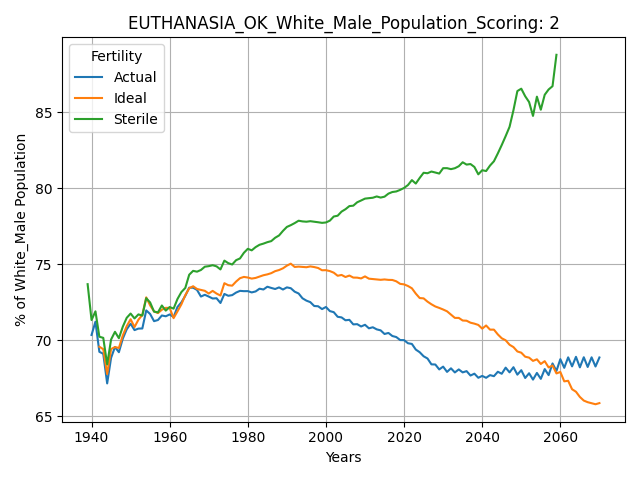 EUTHANASIA_OK_White_Male_Population_Scoring: 2
Fertility
Actual
Ideal
Sterile
% of White_Male Population
85
80
75
70
65
1940 1960 1980 2000 2020 2040 2060
Years